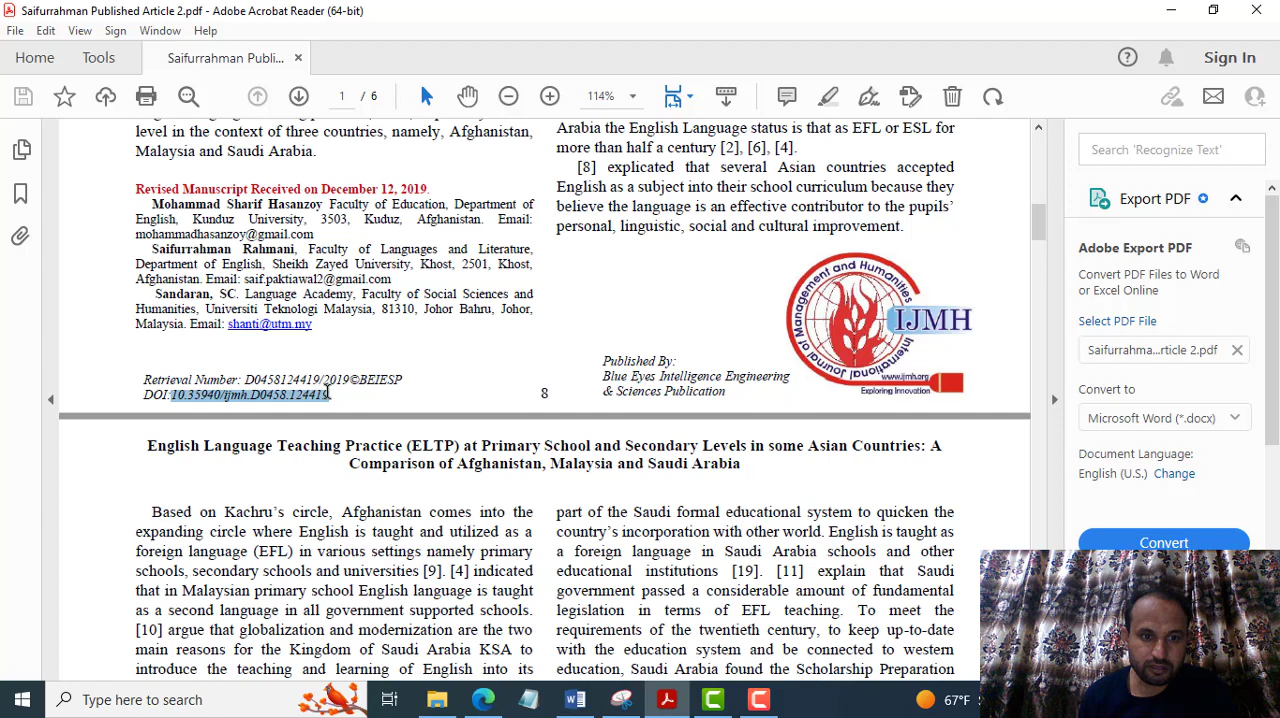 Saifurrahman Published Article 2.pdf - Adobe Acrobat Reader (64-bit)
File Edit View Sign Window Help
Home Tools Saifurrahman Publi... Sign In
1 / 6 114%
level in the context of three countries, namely, Afghanistan,
Malaysia and Saudi Arabia.
Revised Manuscript Received on December 12, 2019.
Mohammad Sharif Hasanzoy Faculty of Education, Department of
English, Kunduz University, 3503, Kuduz, Afghanistan. Email:
mohammadhasanzoy@gmail.com
Saifurrahman Rahmani, Faculty of Languages and Literature,
Department of English, Sheikh Zayed University, Khost, 2501, Khost,
Afghanistan. Email: saif.paktiawal2@gmail.com
Sandaran, SC. Language Academy, Faculty of Social Sciences and
Humanities, Universiti Teknologi Malaysia, 81310, Johor Bahru, Johor,
Malaysia. Email: shanti@utm.my
Arabia the English Language status is that as EFL or ESL for
more than half a century [2], [6], [4].
[8] explicated that several Asian countries accepted
English as a subject into their school curriculum because they
believe the language is an effective contributor to the pupils'
personal, linguistic, social and cultural improvement.
International Journal of Management and Humanities
IJMH
www.ijmh.org
Exploring Innovation
Retrieval Number: D0458124419/2019©BEIESP
DOI:10.35940/ijmh.D0458.124419
8
Published By:
Blue Eyes Intelligence Engineering
& Sciences Publication
English Language Teaching Practice (ELTP) at Primary School and Secondary Levels in some Asian Countries: A
Comparison of Afghanistan, Malaysia and Saudi Arabia
Based on Kachru's circle, Afghanistan comes into the
expanding circle where English is taught and utilized as a
foreign language (EFL) in various settings namely primary
schools, secondary schools and universities [9]. [4] indicated
that in Malaysian primary school English language is taught
as a second language in all government supported schools.
[10] argue that globalization and modernization are the two
main reasons for the Kingdom of Saudi Arabia KSA to
introduce the teaching and learning of English into its
part of the Saudi formal educational system to quicken the
country's incorporation with other world. English is taught as
a foreign language in Saudi Arabia schools and other
educational institutions [19]. [11] explain that Saudi
government passed a considerable amount of fundamental
legislation in terms of EFL teaching. To meet the
requirements of the twentieth century, to keep up-to-date
with the education system and be connected to western
education, Saudi Arabia found the Scholarship Preparation
Search 'Recognize Text'
Export PDF
Adobe Export PDF
Convert PDF Files to Word
or Excel Online
Select PDF File
Saifurrahma...rticle 2.pdf
Convert to
Microsoft Word (*.docx)
Document Language:
English (U.S.) Change
Convert
Type here to search
67°F